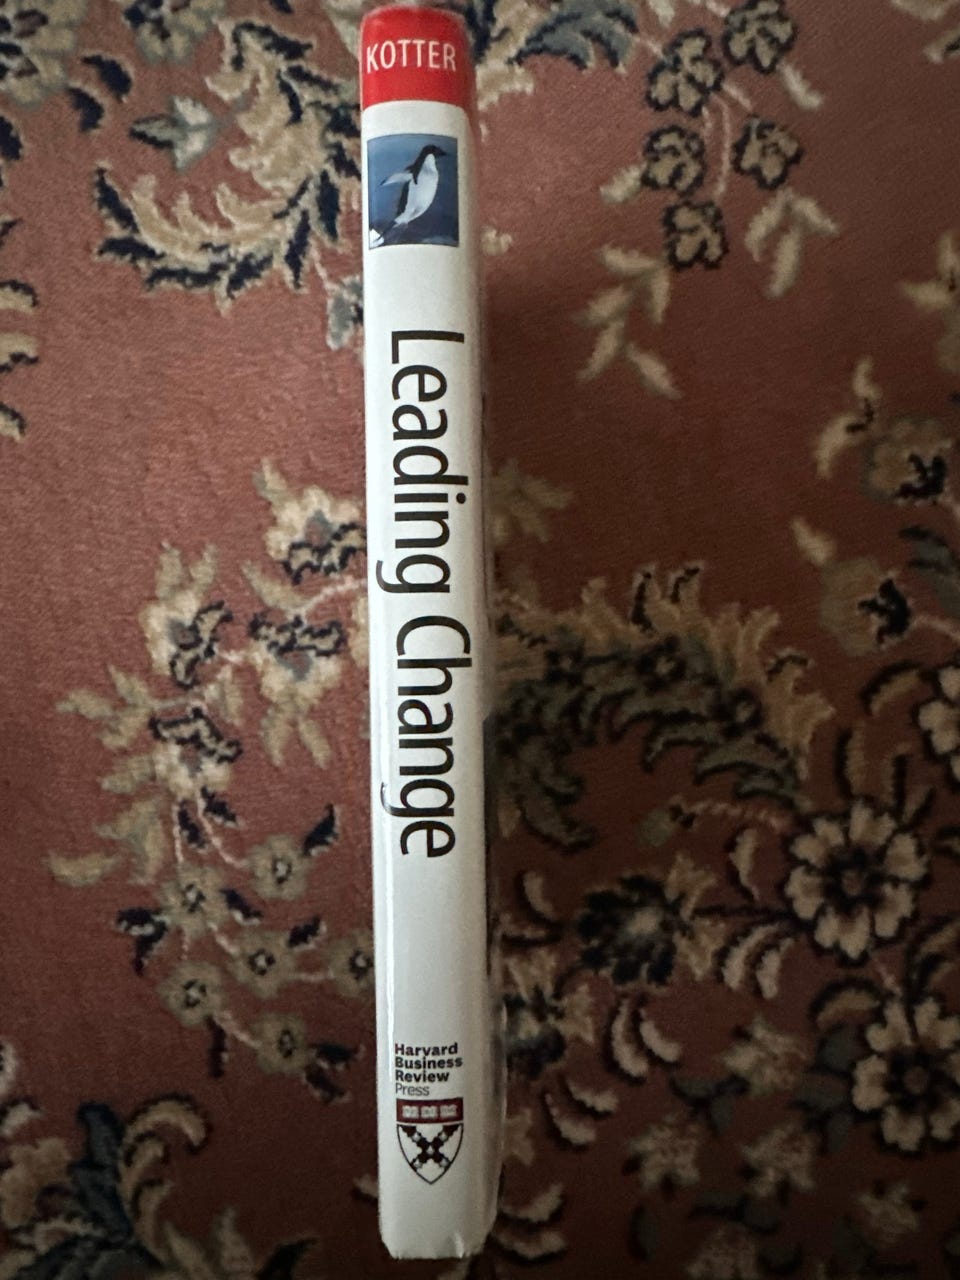 KOTTER
Leading Change
Harvard
Business
Review
Press